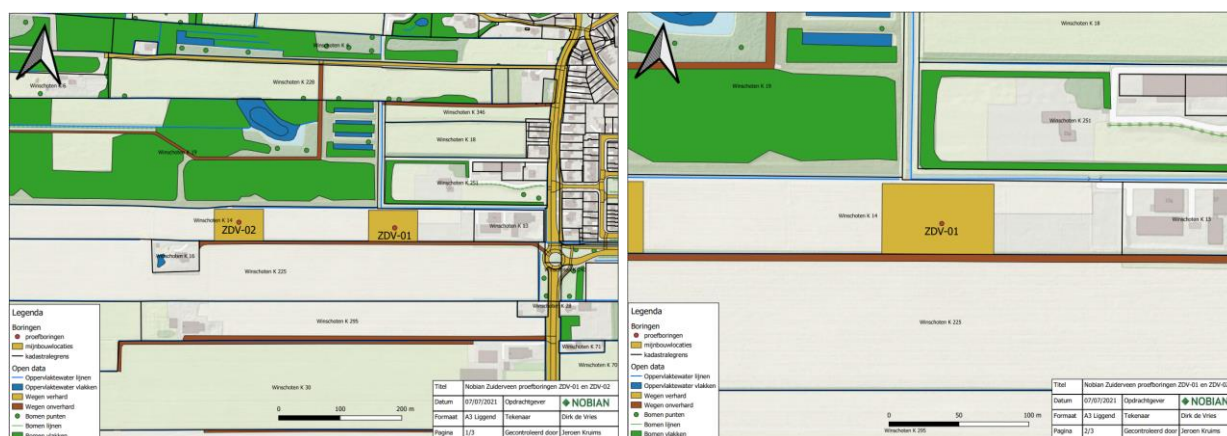 Winschoten K 228
Winschoten K 346
Winschoten K 18
Winschoten K 251
Winschoten K 14
ZDV-02
ZDV-01
Winschoten K 16
Winschoten K 225
Winschoten K 295
Winschoten K 71
Winschoten K 70
Winschoten K 30
Legenda
Boringen
proefboringen
mijnbouwlocaties
kadastralegrens
Open data
Oppervlaktewater lijnen
Oppervlaktewater vlakken
Wegen verhard
Wegen onverhard
Bomen punten
Bomen lijnen
Bomen vlakken
0 100 200 m
Titel Nobian Zuiderveen proefboringen ZDV-01 en ZDV-02
Datum 07/07/2021 Opdrachtgever NOBIAN
Formaat A3 Liggend Tekenaar Dirk de Vries
Pagina 1/3 Gecontroleerd door Jeroen Kruims
Winschoten K 18
Winschoten K 19
Winschoten K 251
Winschoten K 14
ZDV-01
Winschoten K 13
Winschoten K 225
Winschoten K 295
Legenda
Boringen
proefboringen
mijnbouwlocaties
kadastralegrens
Open data
Oppervlaktewater lijnen
Oppervlaktewater vlakken
Wegen verhard
Wegen onverhard
Bomen punten
Bomen lijnen
Bomen vlakken
0 50 100 m
Titel Nobian Zuiderveen proefboringen ZDV-01 en ZDV-02
Datum 07/07/2021 Opdrachtgever NOBIAN
Formaat A3 Liggend Tekenaar Dirk de Vries
Pagina 2/3 Gecontroleerd door Jeroen Kruims